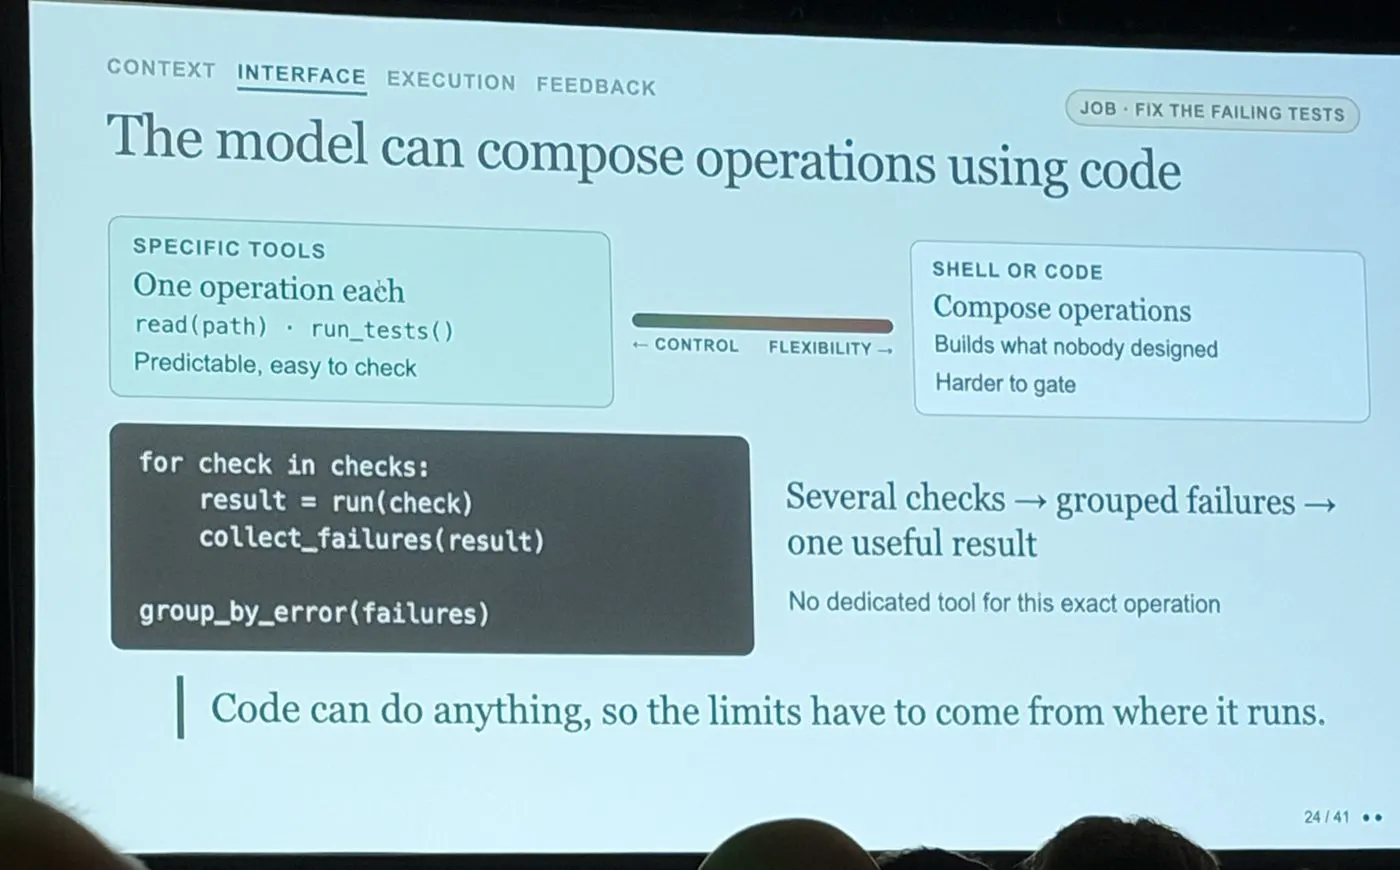 CONTEXT INTERFACE EXECUTION FEEDBACK
JOB · FIX THE FAILING TESTS
The model can compose operations using code
SPECIFIC TOOLS
One operation each
read(path) · run_tests()
Predictable, easy to check
← CONTROL FLEXIBILITY →
SHELL OR CODE
Compose operations
Builds what nobody designed
Harder to gate
for check in checks:
    result = run(check)
    collect_failures(result)
group_by_error(failures)
Several checks → grouped failures →
one useful result
No dedicated tool for this exact operation
Code can do anything, so the limits have to come from where it runs.
24 / 41